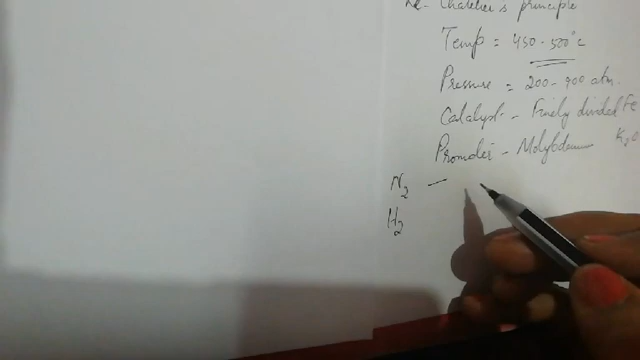 Le-Chatelier's principle
Temp = 450-500°C
Pressure = 200-900 atm.
Catalyst - Finely divided Fe
Promoter - Molybdenum K2O
N2 -
H2